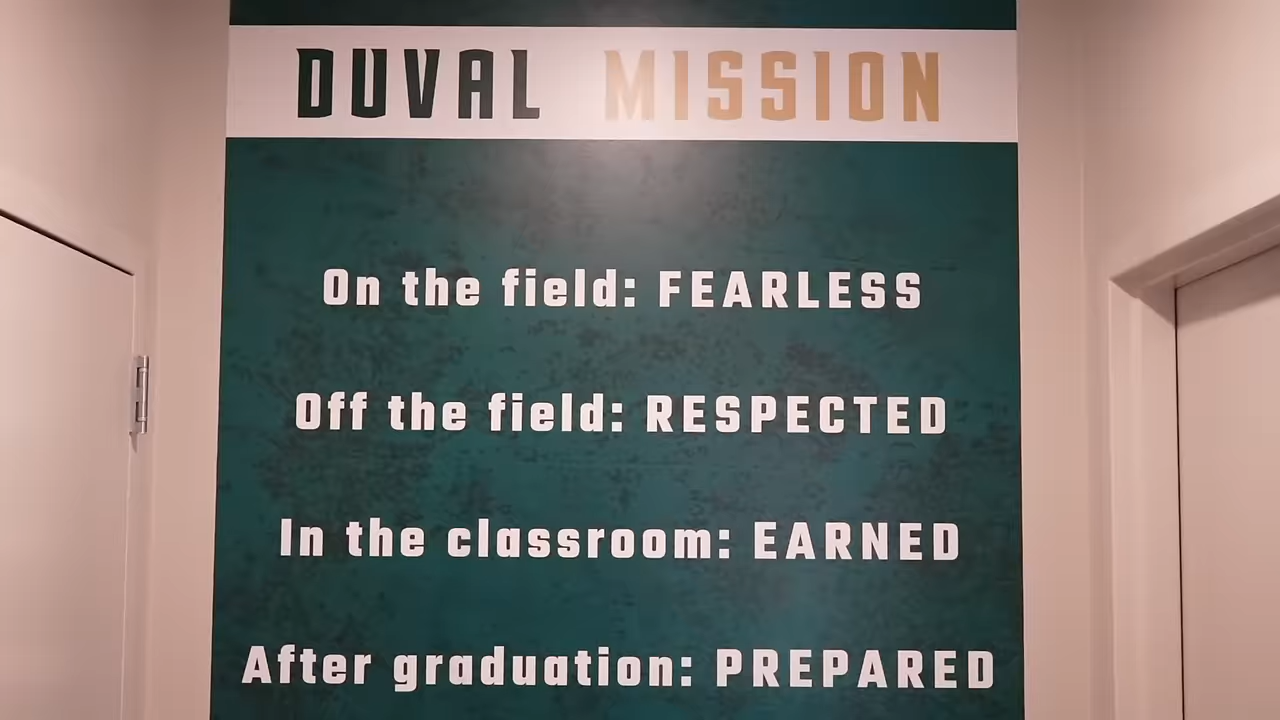 DUVAL MISSION
On the field: FEARLESS
Off the field: RESPECTED
In the classroom: EARNED
After graduation: PREPARED